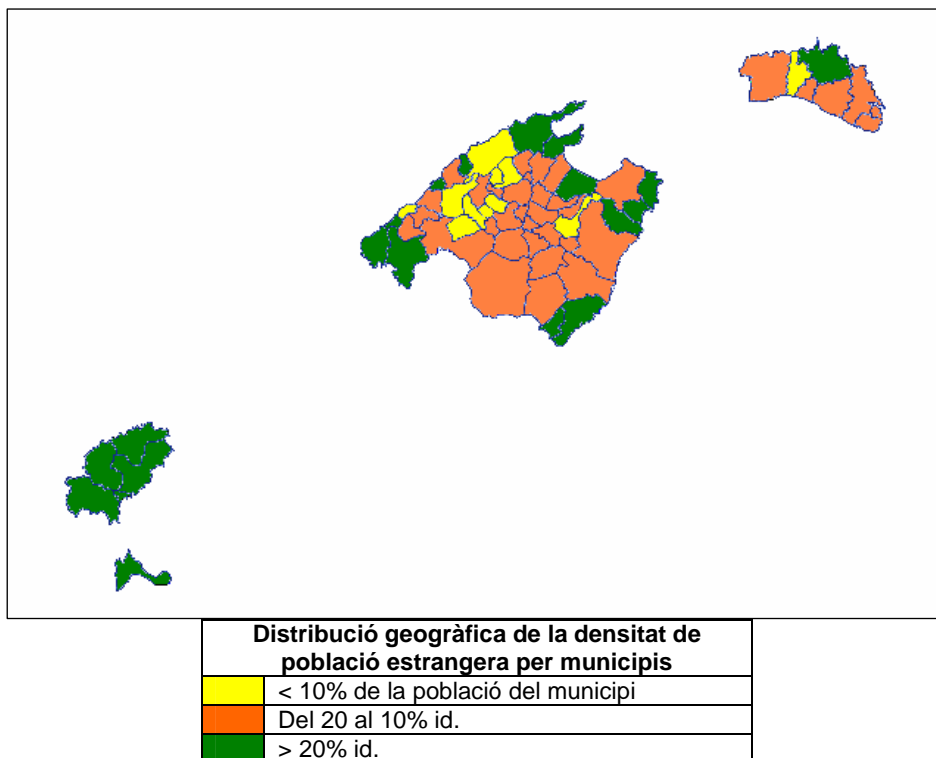 Distribució geogràfica de la densitat de
població estrangera per municipis
< 10% de la població del municipi
Del 20 al 10% id.
> 20% id.